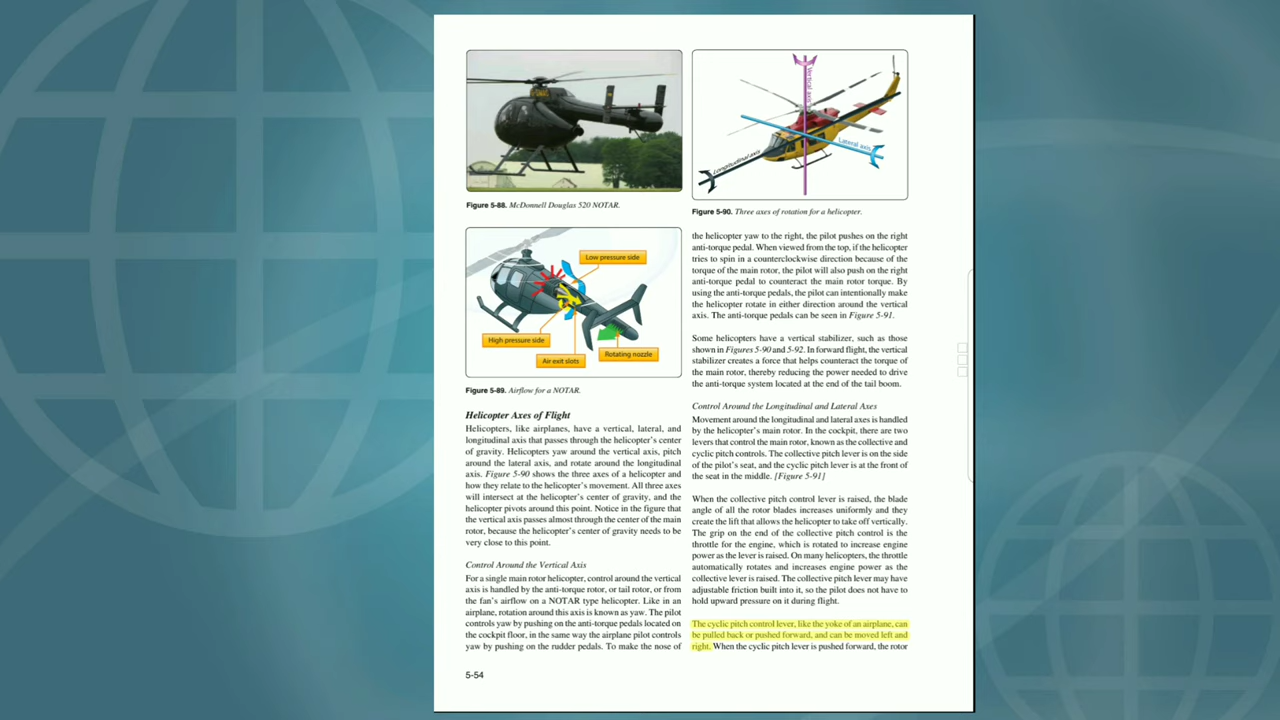 Figure 5-88. McDonnell Douglas 520 NOTAR.
Low pressure side
High pressure side
Air exit slots
Rotating nozzle
Figure 5-89. Airflow for a NOTAR.
Helicopter Axes of Flight
Helicopters, like airplanes, have a vertical, lateral, and
longitudinal axis that passes through the helicopter's center
of gravity. Helicopters yaw around the vertical axis, pitch
around the lateral axis, and rotate around the longitudinal
axis. Figure 5-90 shows the three axes of a helicopter and
how they relate to the helicopter's movement. All three axes
will intersect at the helicopter's center of gravity, and the
helicopter pivots around this point. Notice in the figure that
the vertical axis passes almost through the center of the main
rotor, because the helicopter's center of gravity needs to be
very close to this point.
Control Around the Vertical Axis
For a single main rotor helicopter, control around the vertical
axis is handled by the anti-torque rotor, or tail rotor, or from
the fan's airflow on a NOTAR type helicopter. Like in an
airplane, rotation around this axis is known as yaw. The pilot
controls yaw by pushing on the anti-torque pedals located on
the cockpit floor, in the same way the airplane pilot controls
yaw by pushing on the rudder pedals. To make the nose of
5-54
Vertical axis
Lateral axis
Longitudinal axis
Figure 5-90. Three axes of rotation for a helicopter.
the helicopter yaw to the right, the pilot pushes on the right
anti-torque pedal. When viewed from the top, if the helicopter
tries to spin in a counterclockwise direction because of the
torque of the main rotor, the pilot will also push on the right
anti-torque pedal to counteract the main rotor torque. By
using the anti-torque pedals, the pilot can intentionally make
the helicopter rotate in either direction around the vertical
axis. The anti-torque pedals can be seen in Figure 5-91.
Some helicopters have a vertical stabilizer, such as those
shown in Figures 5-90 and 5-92. In forward flight, the vertical
stabilizer creates a force that helps counteract the torque of
the main rotor, thereby reducing the power needed to drive
the anti-torque system located at the end of the tail boom.
Control Around the Longitudinal and Lateral Axes
Movement around the longitudinal and lateral axes is handled
by the helicopter's main rotor. In the cockpit, there are two
levers that control the main rotor, known as the collective and
cyclic pitch controls. The collective pitch lever is on the side
of the pilot's seat, and the cyclic pitch lever is at the front of
the seat in the middle. [Figure 5-91]
When the collective pitch control lever is raised, the blade
angle of all the rotor blades increases uniformly and they
create the lift that allows the helicopter to take off vertically.
The grip on the end of the collective pitch control is the
throttle for the engine, which is rotated to increase engine
power as the lever is raised. On many helicopters, the throttle
automatically rotates and increases engine power as the
collective lever is raised. The collective pitch lever may have
adjustable friction built into it, so the pilot does not have to
hold upward pressure on it during flight.
The cyclic pitch control lever, like the yoke of an airplane, can
be pulled back or pushed forward, and can be moved left and
right. When the cyclic pitch lever is pushed forward, the rotor